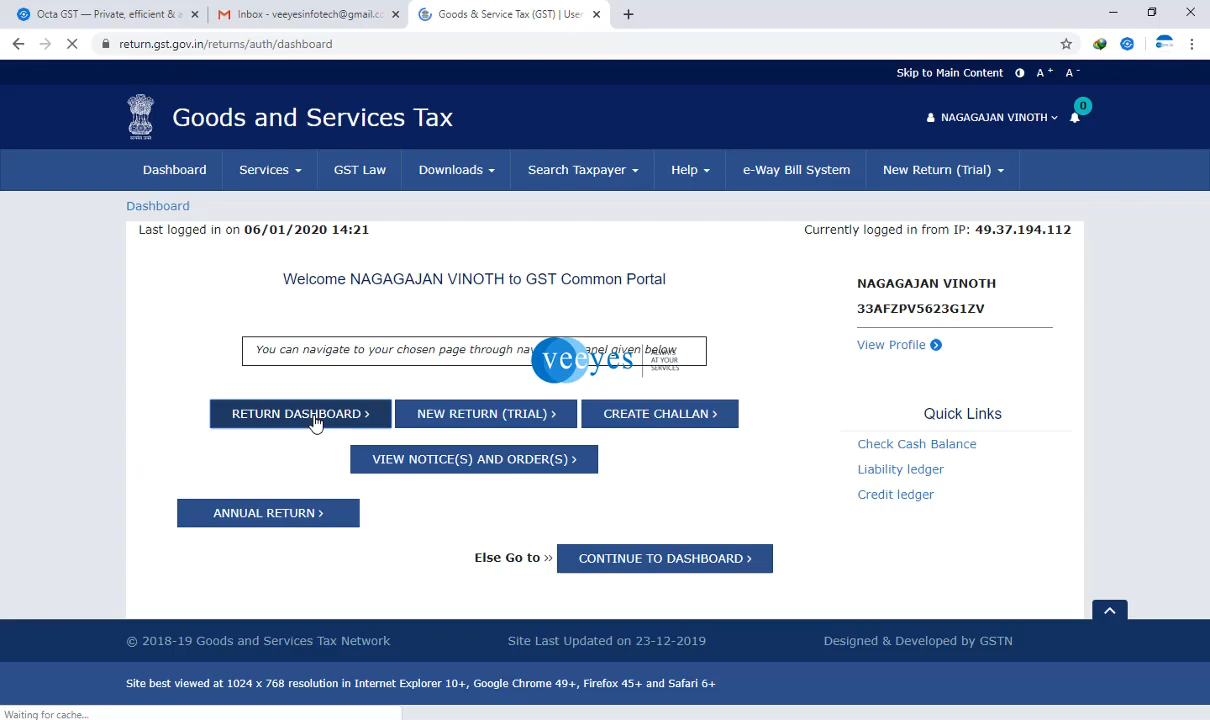 Octa GST — Private, efficient &
Inbox - veeyesinfotech@gmail.co
Goods & Service Tax (GST) | User
return.gst.gov.in/returns/auth/dashboard
Skip to Main Content
A +
A -
Goods and Services Tax
NAGAGAJAN VINOTH
0
Dashboard
Services
GST Law
Downloads
Search Taxpayer
Help
e-Way Bill System
New Return (Trial)
Dashboard
Last logged in on 06/01/2020 14:21
Currently logged in from IP: 49.37.194.112
Welcome NAGAGAJAN VINOTH to GST Common Portal
NAGAGAJAN VINOTH
33AFZPV5623G1ZV
View Profile
You can navigate to your chosen page through navigation panel given below
veeyes
ALWAYS
AT YOUR
SERVICES
RETURN DASHBOARD >
NEW RETURN (TRIAL) >
CREATE CHALLAN >
VIEW NOTICE(S) AND ORDER(S) >
ANNUAL RETURN >
Else Go to »
CONTINUE TO DASHBOARD >
Quick Links
Check Cash Balance
Liability ledger
Credit ledger
© 2018-19 Goods and Services Tax Network
Site Last Updated on 23-12-2019
Designed & Developed by GSTN
Site best viewed at 1024 x 768 resolution in Internet Explorer 10+, Google Chrome 49+, Firefox 45+ and Safari 6+
Waiting for cache...